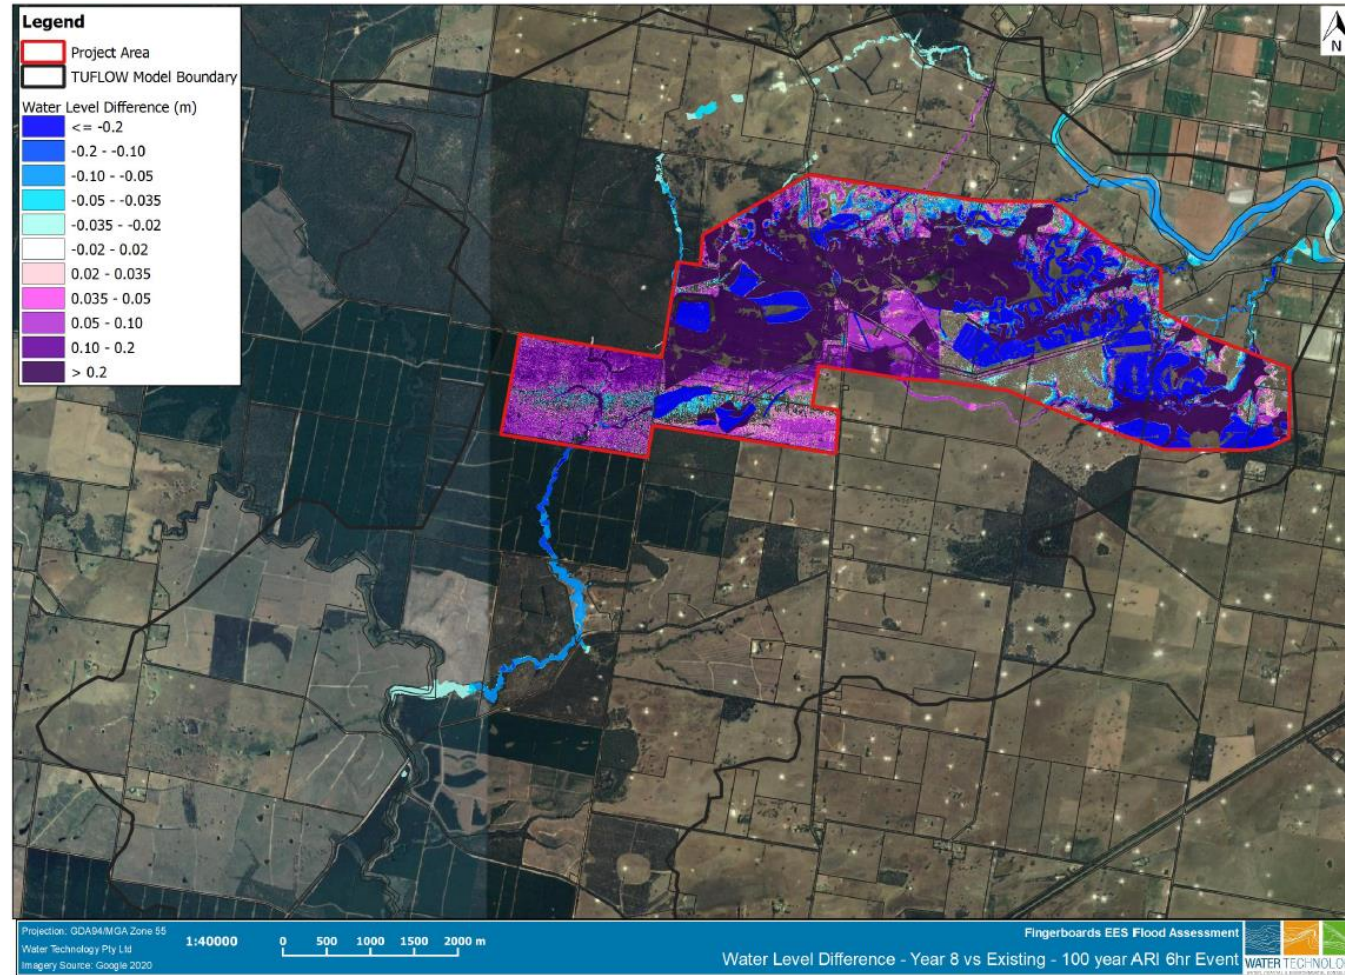 Legend
Project Area
TUFLOW Model Boundary
Water Level Difference (m)
<= -0.2
-0.2 - -0.10
-0.10 - -0.05
-0.05 - -0.035
-0.035 - -0.02
-0.02 - 0.02
0.02 - 0.035
0.035 - 0.05
0.05 - 0.10
0.10 - 0.2
> 0.2
N
Projection: GDA94/MGA Zone 55
Water Technology Pty Ltd
Imagery Source: Google 2020
1:40000
0 500 1000 1500 2000 m
Fingerboards EES Flood Assessment
Water Level Difference - Year 8 vs Existing - 100 year ARI 6hr Event
WATER TECHNOLO